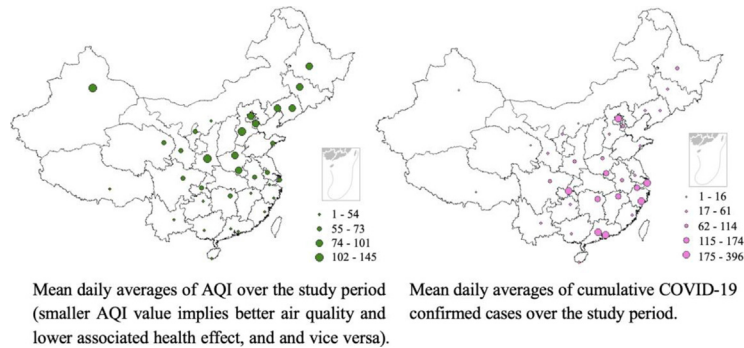 1 - 54
55 - 73
74 - 101
102 - 145
1 - 16
17 - 61
62 - 114
115 - 174
175 - 396
Mean daily averages of AQI over the study period
(smaller AQI value implies better air quality and
lower associated health effect, and and vice versa).
Mean daily averages of cumulative COVID-19
confirmed cases over the study period.